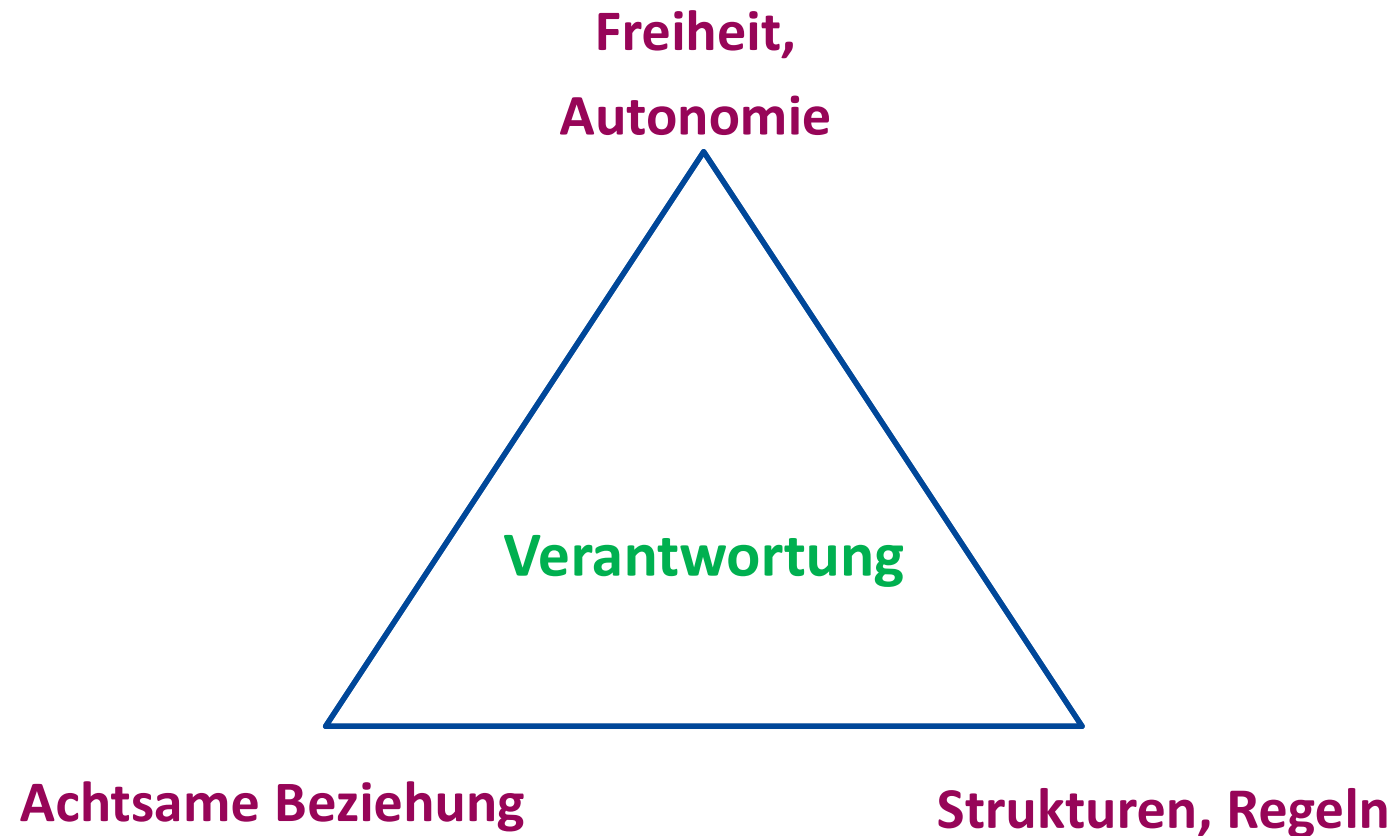 Freiheit,
Autonomie
Verantwortung
Achtsame Beziehung
Strukturen, Regeln